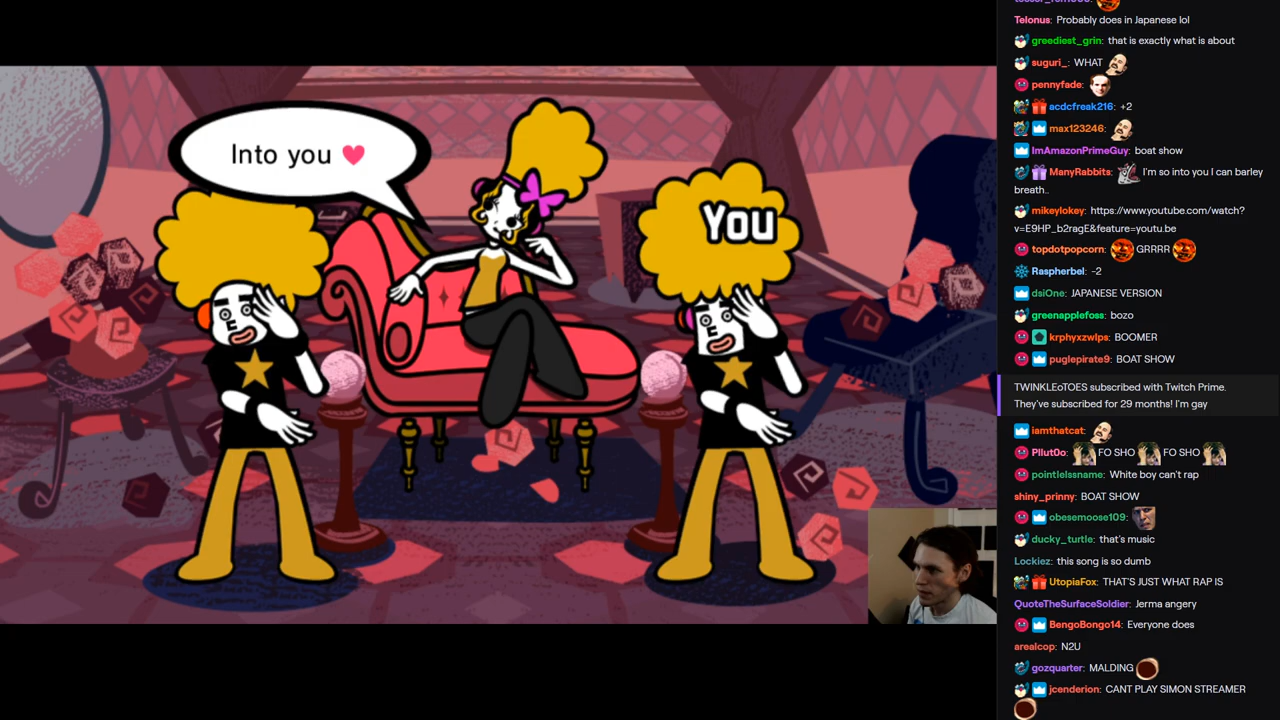 Into you
You
Telonus: Probably does in Japanese lol
greediest_grin: that is exactly what is about
suguri_: WHAT
pennyfade:
acdcfreak216: +2
max123246:
ImAmazonPrimeGuy: boat show
ManyRabbits: I'm so into you I can barley
breath..
mikeylokey: https://www.youtube.com/watch?
v=E9HP_b2ragE&feature=youtu.be
topdotpopcorn: GRRRR
Raspherbel: -2
dsiOne: JAPANESE VERSION
greenapplefoss: bozo
krphyxzwlps: BOOMER
puglepirate9: BOAT SHOW
TWINKLEoTOES subscribed with Twitch Prime.
They've subscribed for 29 months! I'm gay
iamthatcat:
Pllut0o: FO SHO FO SHO
pointlelssname: White boy can't rap
shiny_prinny: BOAT SHOW
obesemoose109:
ducky_turtle: that's music
Lockiez: this song is so dumb
UtopiaFox: THAT'S JUST WHAT RAP IS
QuoteTheSurfaceSoldier: Jerma angery
BengoBongo14: Everyone does
arealcop: N2U
gozquarter: MALDING
jcenderion: CANT PLAY SIMON STREAMER